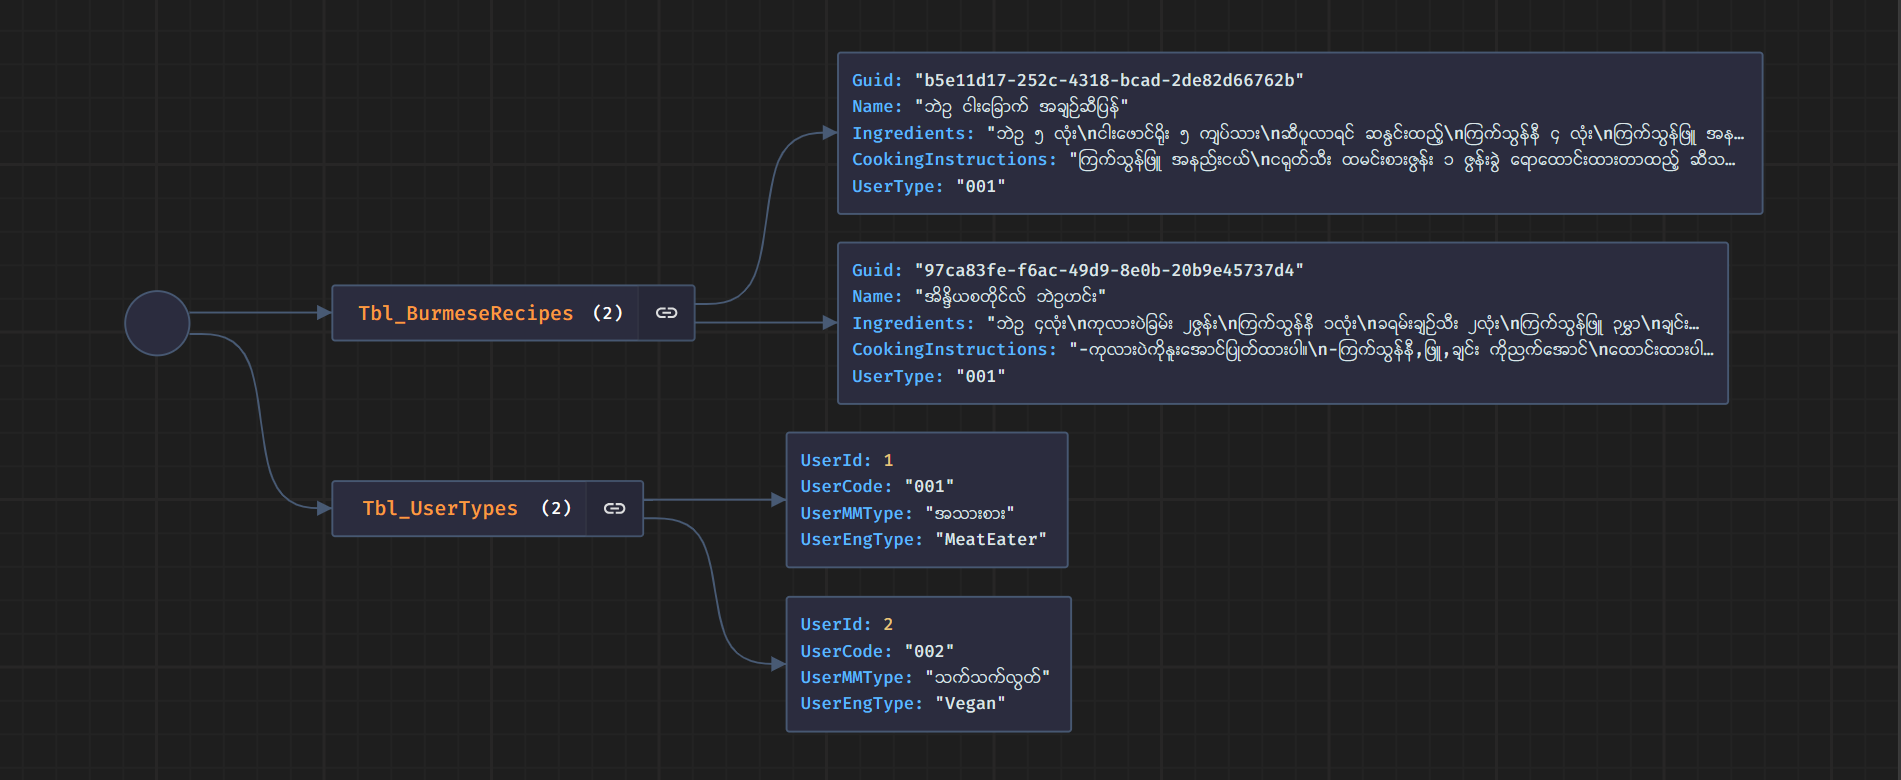 Guid: "b5e11d17-252c-4318-bcad-2de82d66762b"
Name: "ဘဲဥ ငါးခြောက် အချဉ်ဆီပြန်"
Ingredients: "ဘဲဥ ၅ လုံး\nငါးဖောင်ရိုး ၅ ကျပ်သား\nဆီပူလာရင် ဆနွင်းထည့်\nကြက်သွန်နီ ၄ လုံး\nကြက်သွန်ဖြူ အန…
CookingInstructions: "ကြက်သွန်ဖြူ အနည်းငယ်\nငရုတ်သီး ထမင်းစားဇွန်း ၁ ဇွန်းခွဲ ရောထောင်းထားတာထည့် ဆီသ…
UserType: "001"
Guid: "97ca83fe-f6ac-49d9-8e0b-20b9e45737d4"
Name: "အိန္ဒိယစတိုင်လ် ဘဲဥဟင်း"
Ingredients: "ဘဲဥ ၄လုံး\nကုလားပဲခြမ်း ၂ဇွန်း\nကြက်သွန်နီ ၁လုံး\nခရမ်းချဉ်သီး ၂လုံး\nကြက်သွန်ဖြူ ၃မွှာ\nချင်း…
CookingInstructions: "-ကုလားပဲကိုနူးအောင်ပြုတ်ထားပါ။\n-ကြက်သွန်နီ,ဖြူ,ချင်း ကိုညက်အောင်\nထောင်းထားပါ…
UserType: "001"
Tbl_BurmeseRecipes (2)
Tbl_UserTypes (2)
UserId: 1
UserCode: "001"
UserMMType: "အသားစား"
UserEngType: "MeatEater"
UserId: 2
UserCode: "002"
UserMMType: "သက်သက်လွတ်"
UserEngType: "Vegan"